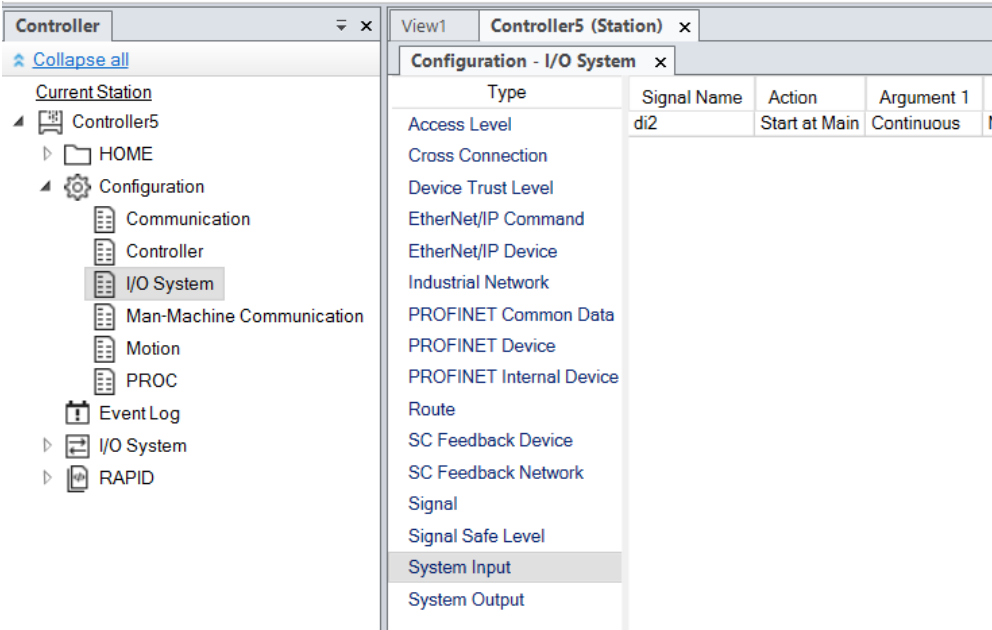 Controller
Collapse all
Current Station
Controller5
HOME
Configuration
Communication
Controller
I/O System
Man-Machine Communication
Motion
PROC
Event Log
I/O System
RAPID
View1
Controller5 (Station)
Configuration - I/O System
Type
Access Level
Cross Connection
Device Trust Level
EtherNet/IP Command
EtherNet/IP Device
Industrial Network
PROFINET Common Data
PROFINET Device
PROFINET Internal Device
Route
SC Feedback Device
SC Feedback Network
Signal
Signal Safe Level
System Input
System Output
Signal Name Action Argument 1
di2 Start at Main Continuous